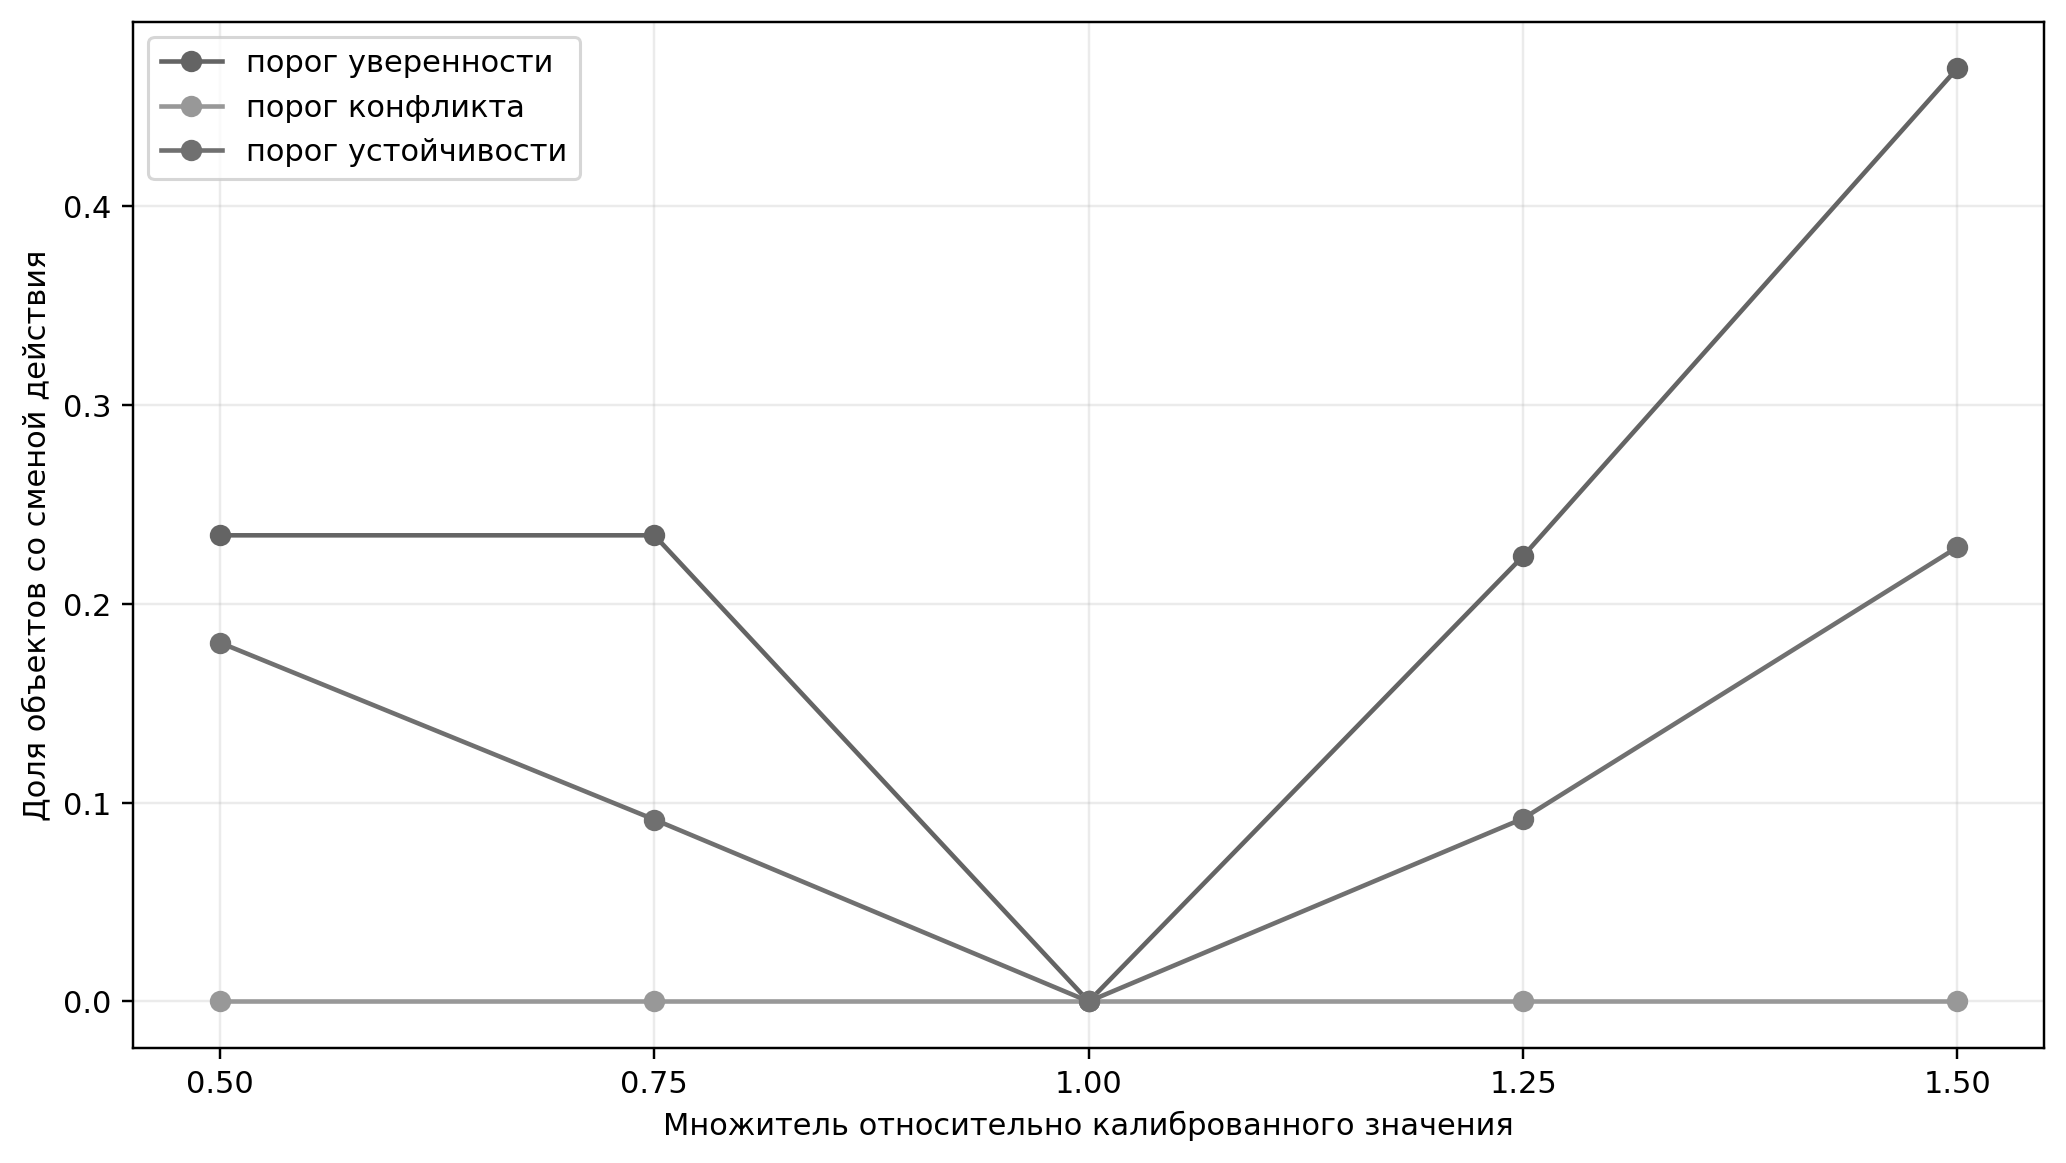 порог уверенности
порог конфликта
порог устойчивости
Доля объектов со сменой действия
0.4
0.3
0.2
0.1
0.0
0.50 0.75 1.00 1.25 1.50
Множитель относительно калиброванного значения